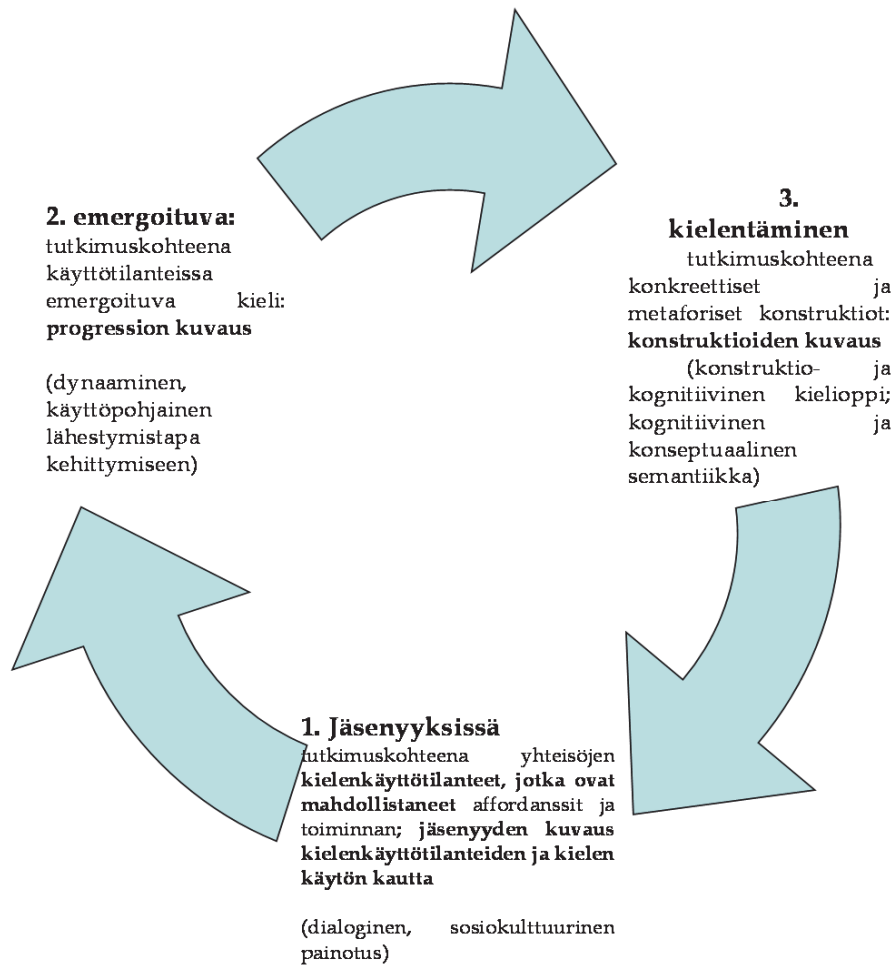 2. emergoituva:
tutkimuskohteena
käyttötilanteissa
emergoituva kieli:
progression kuvaus
(dynaaminen,
käyttöpohjainen
lähestymistapa
kehittymiseen)
3.
kielentäminen
tutkimuskohteena
konkreettiset ja
metaforiset konstruktiot:
konstruktioiden kuvaus
(konstruktio- ja
kognitiivinen kielioppi;
kognitiivinen ja
konseptuaalinen
semantiikka)
1. Jäsenyyksissä
tutkimuskohteena yhteisöjen
kielenkäyttötilanteet, jotka ovat
mahdollistaneet affordanssit ja
toiminnan; jäsenyyden kuvaus
kielenkäyttötilanteiden ja kielen
käytön kautta
(dialoginen, sosiokulttuurinen
painotus)